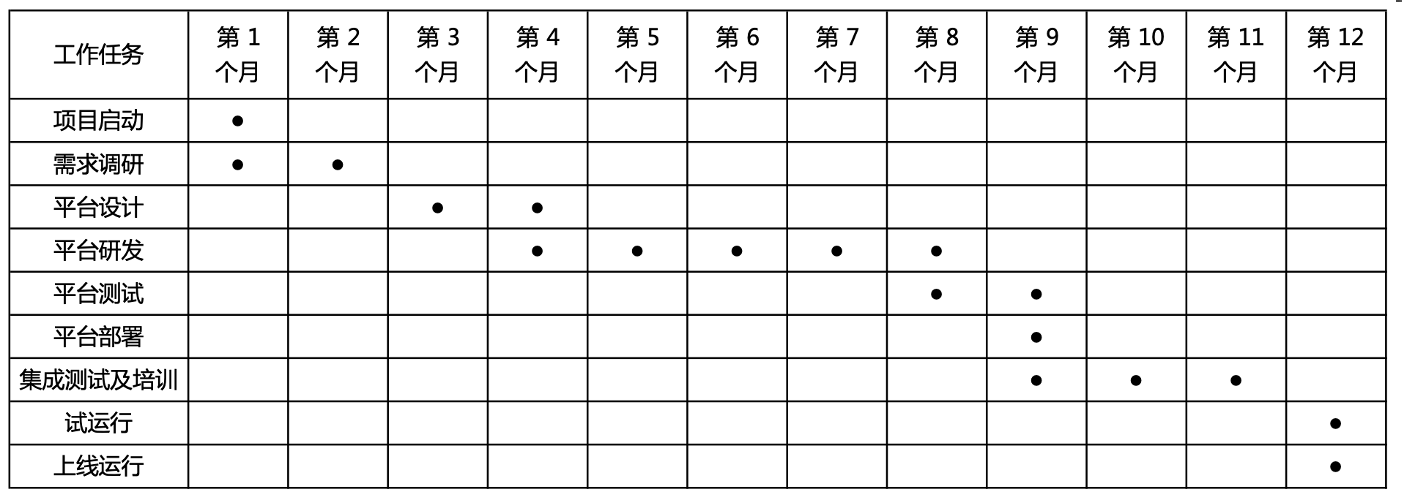 工作任务 第 1 个月 第 2 个月 第 3 个月 第 4 个月 第 5 个月 第 6 个月 第 7 个月 第 8 个月 第 9 个月 第 10 个月 第 11 个月 第 12 个月
项目启动 ●
需求调研 ● ●
平台设计 ● ●
平台研发 ● ● ● ● ●
平台测试 ● ●
平台部署 ●
集成测试及培训 ● ● ●
试运行 ●
上线运行 ●